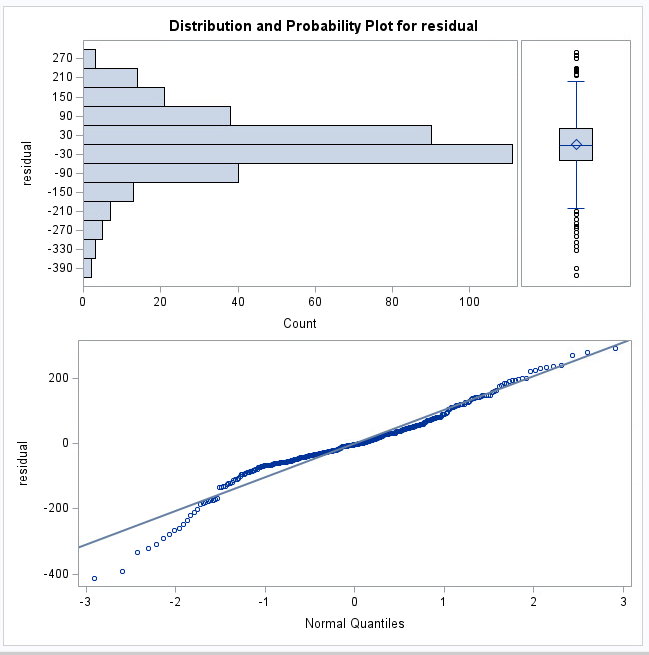 Distribution and Probability Plot for residual
270
210
150
90
30
-30
-90
-150
-210
-270
-330
-390
residual
0 20 40 60 80 100
Count
200
0
-200
-400
residual
-3 -2 -1 0 1 2 3
Normal Quantiles